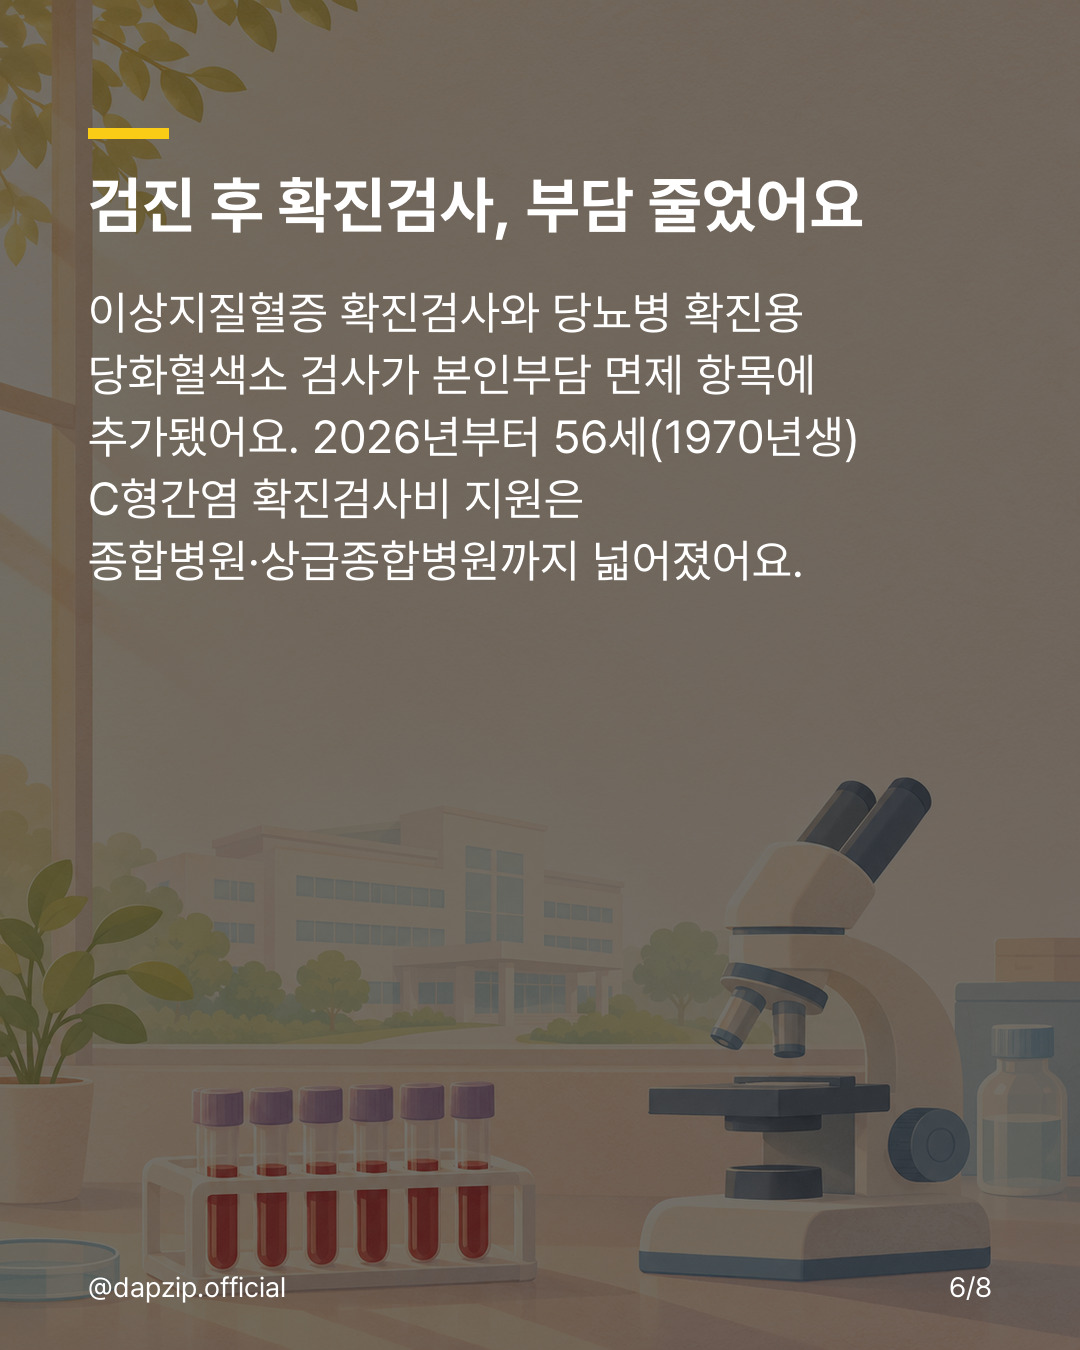 검진 후 확진검사, 부담 줄었어요
이상지질혈증 확진검사와 당뇨병 확진용
당화혈색소 검사가 본인부담 면제 항목에
추가됐어요. 2026년부터 56세(1970년생)
C형간염 확진검사비 지원은
종합병원·상급종합병원까지 넓어졌어요.
@dapzip.official
6/8